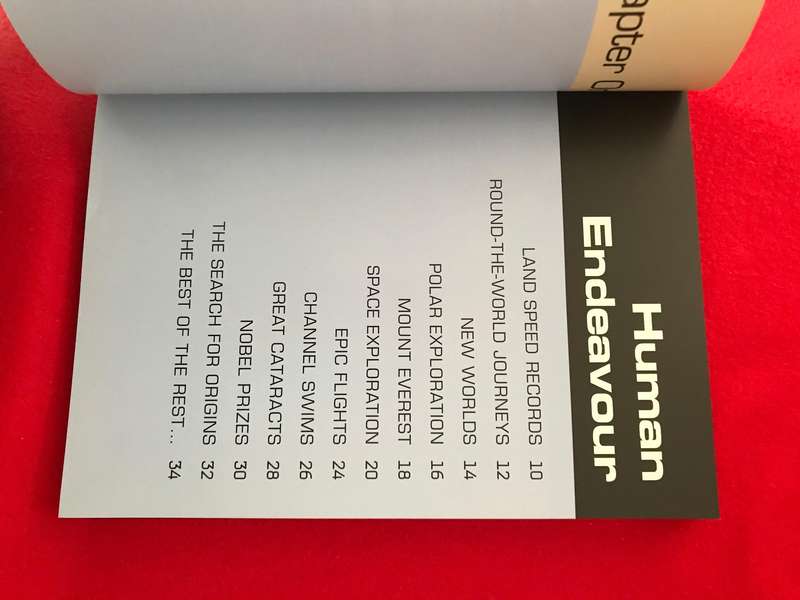 Human
Endeavour
LAND SPEED RECORDS 10
ROUND-THE-WORLD JOURNEYS 12
NEW WORLDS 14
POLAR EXPLORATION 16
MOUNT EVEREST 18
SPACE EXPLORATION 20
EPIC FLIGHTS 24
CHANNEL SWIMS 26
GREAT CATARACTS 28
NOBEL PRIZES 30
THE SEARCH FOR ORIGINS 32
THE BEST OF THE REST... 34